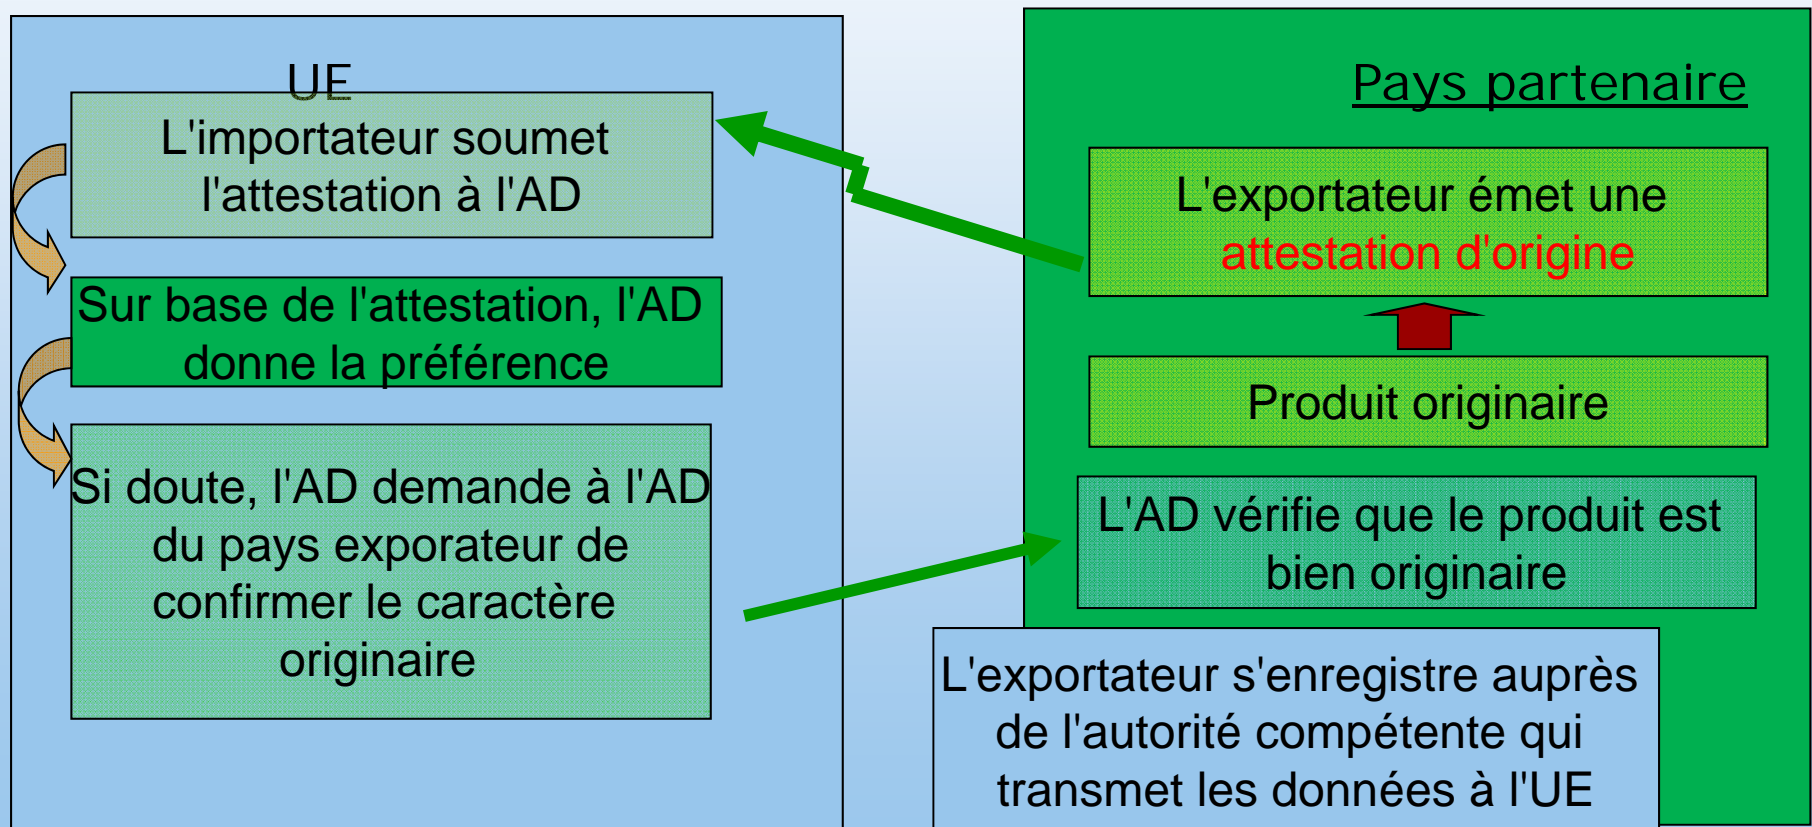 UE
L'importateur soumet
l'attestation à l'AD
Sur base de l'attestation, l'AD
donne la préférence
Si doute, l'AD demande à l'AD
du pays exporateur de
confirmer le caractère
originaire
Pays partenaire
L'exportateur émet une
attestation d'origine
Produit originaire
L'AD vérifie que le produit est
bien originaire
L'exportateur s'enregistre auprès
de l'autorité compétente qui
transmet les données à l'UE